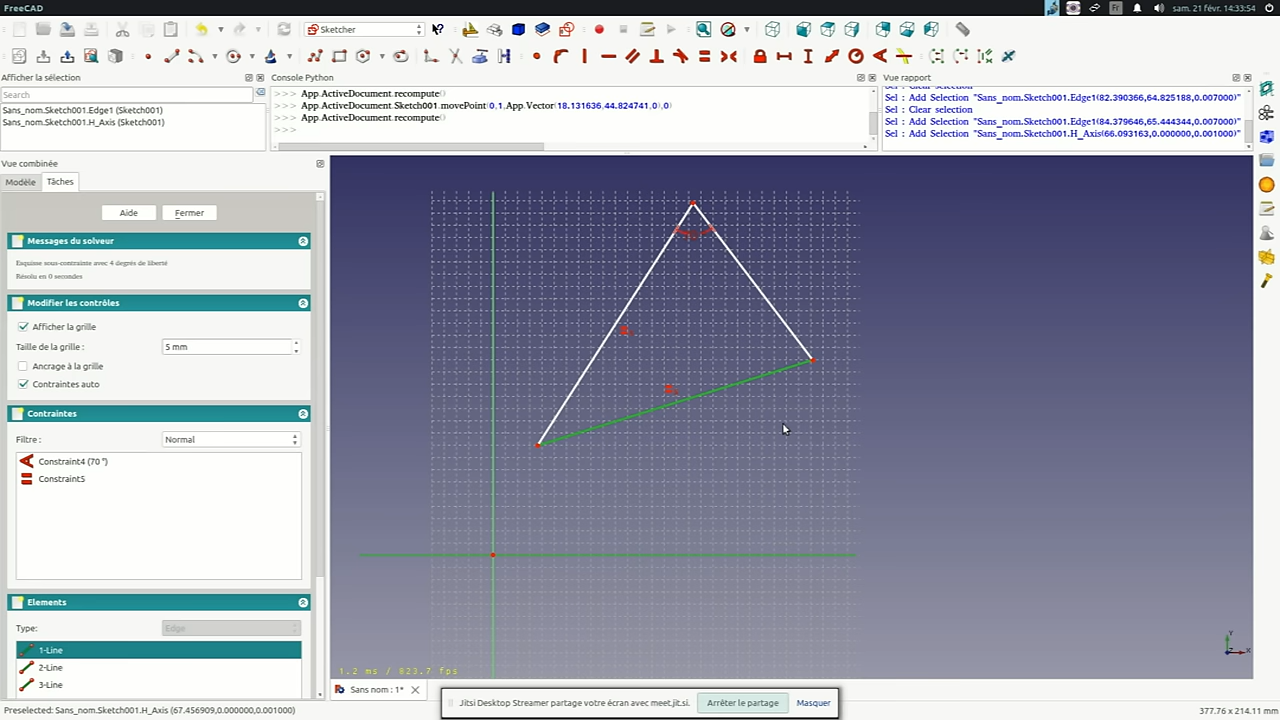 FreeCAD
Fr
sam. 21 févr. 14:33:54
Sketcher
Afficher la sélection
Console Python
Vue rapport
Search
Sans_nom.Sketch001.Edge1 (Sketch001)
Sans_nom.Sketch001.H_Axis (Sketch001)
>>> App.ActiveDocument.recompute()
>>> App.ActiveDocument.Sketch001.movePoint(0,1,App.Vector(18.131636,44.824741,0),0)
>>> App.ActiveDocument.recompute()
>>>
Sel : Clear selection
Sel : Add Selection "Sans_nom.Sketch001.Edge1(82.390366,64.825188,0.007000)"
Sel : Clear selection
Sel : Add Selection "Sans_nom.Sketch001.Edge1(84.379646,65.444344,0.007000)"
Sel : Add Selection "Sans_nom.Sketch001.H_Axis(66.093163,0.000000,0.001000)"
Vue combinée
Modèle
Tâches
Aide
Fermer
Messages du solveur
Esquisse sous-contrainte avec 4 degrés de liberté
Résolu en 0 secondes
Modifier les contrôles
Afficher la grille
Taille de la grille :
5 mm
Ancrage à la grille
Contraintes auto
Contraintes
Filtre :
Normal
Constraint4 (70 °)
Constraint5
Elements
Type:
Edge
1-Line
2-Line
3-Line
1.2 ms / 823.7 fps
Y
X
Sans nom : 1*
Jitsi Desktop Streamer partage votre écran avec meet.jit.si.
Arrêter le partage
Masquer
Preselected: Sans_nom.Sketch001.H_Axis (67.456909,0.000000,0.001000)
377.76 x 214.11 mm